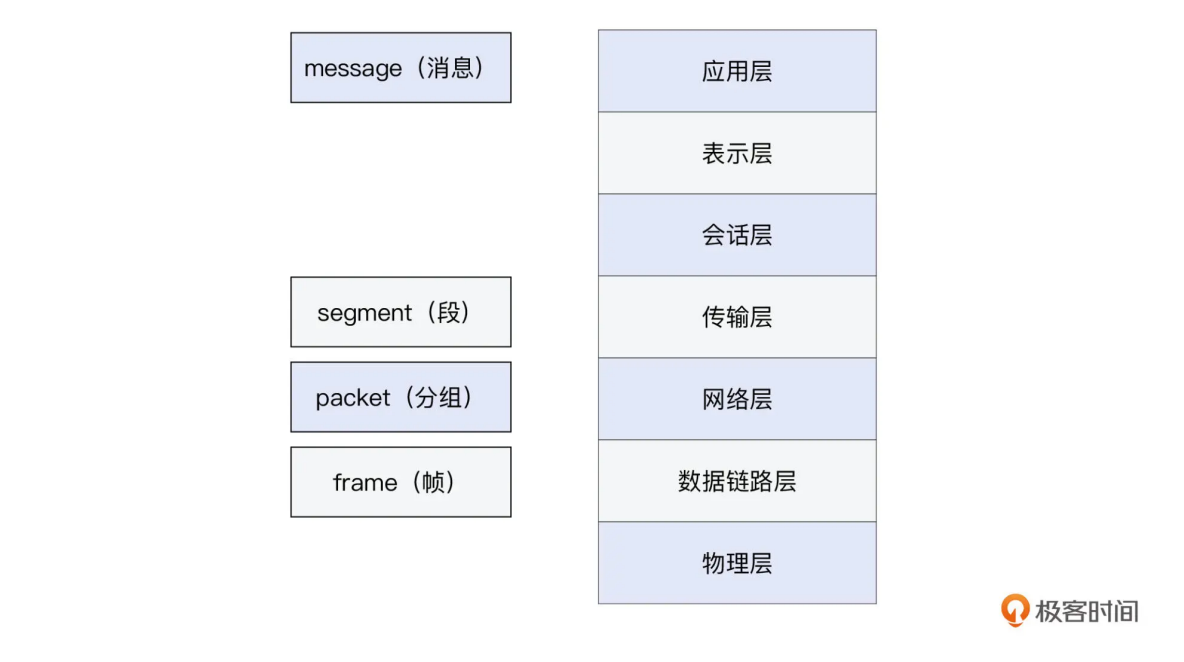 message（消息）
应用层
表示层
会话层
segment（段）
传输层
packet（分组）
网络层
frame（帧）
数据链路层
物理层
极客时间